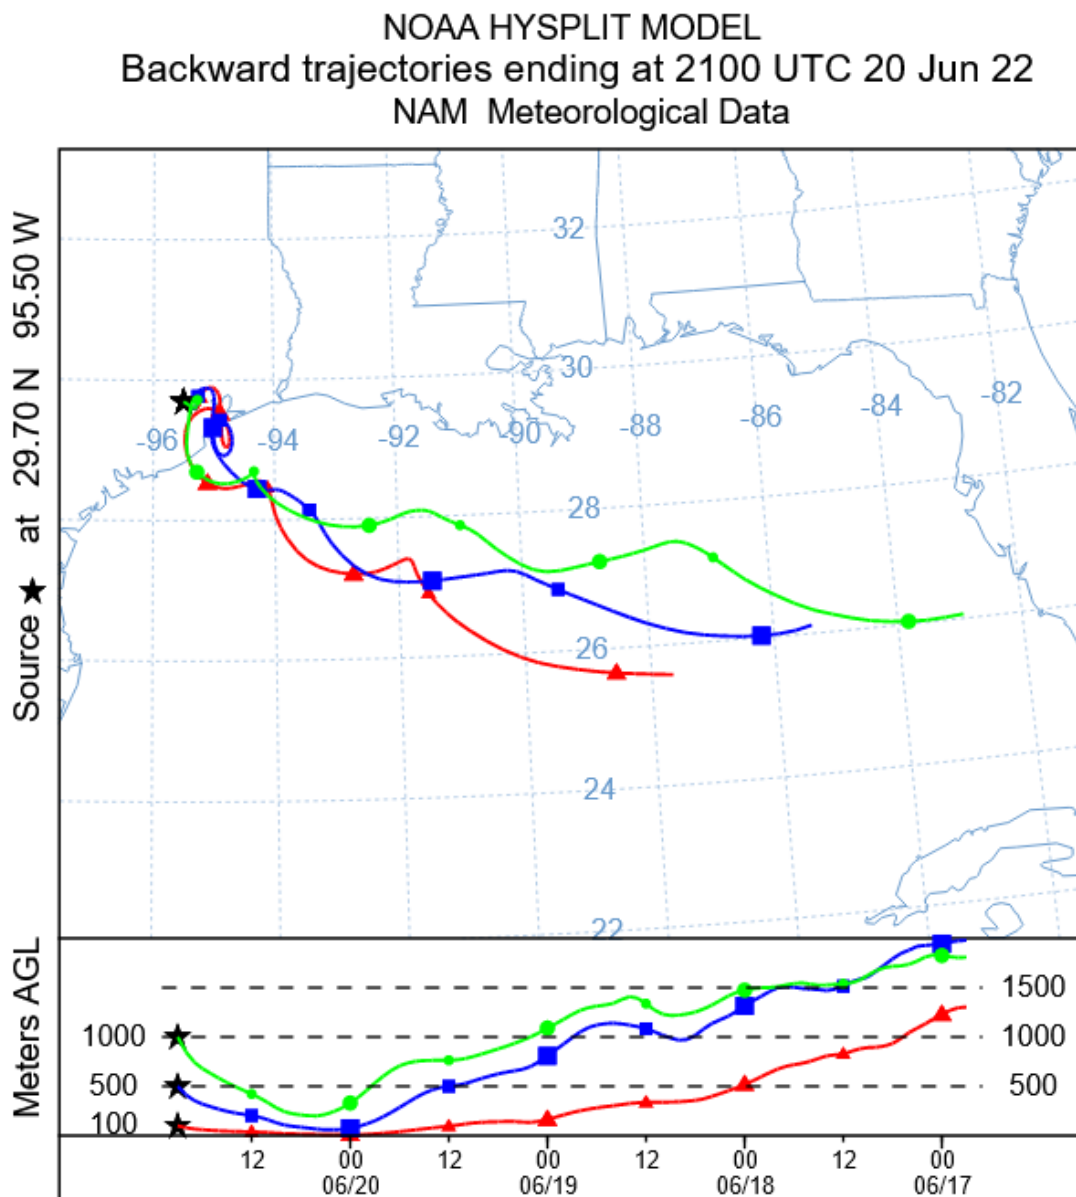 NOAA HYSPLIT MODEL
Backward trajectories ending at 2100 UTC 20 Jun 22
NAM Meteorological Data
Source ★ at 29.70 N 95.50 W
32
30
28
26
24
22
-96
-94
-92
-90
-88
-86
-84
-82
Meters AGL
1000
500
100
1500
1000
500
12 00 12 00 12 00 12 00
06/20 06/19 06/18 06/17